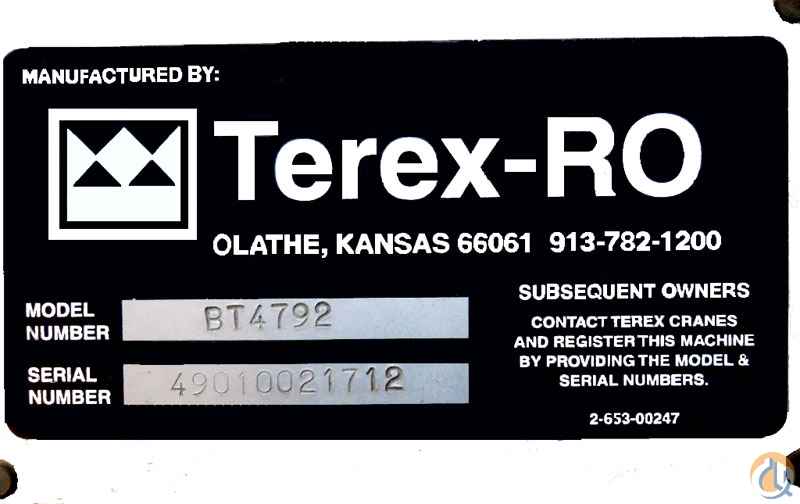 MANUFACTURED BY:
Terex-RO
OLATHE, KANSAS 66061 913-782-1200
MODEL NUMBER
BT4792
SERIAL NUMBER
49010021712
SUBSEQUENT OWNERS
CONTACT TEREX CRANES
AND REGISTER THIS MACHINE
BY PROVIDING THE MODEL &
SERIAL NUMBERS.
2-653-00247